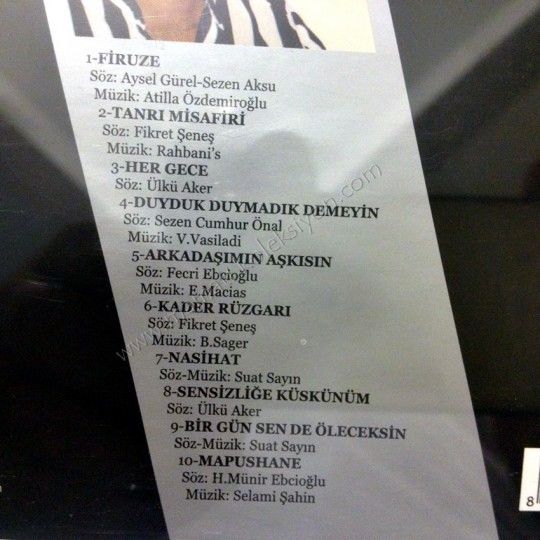 1-FİRUZE
Söz: Aysel Gürel-Sezen Aksu
Müzik: Atilla Özdemiroğlu
2-TANRI MİSAFİRİ
Söz: Fikret Şeneş
Müzik: Rahbani's
3-HER GECE
Söz: Ülkü Aker
4-DUYDUK DUYMADIK DEMEYİN
Söz: Sezen Cumhur Önal
Müzik: V.Vasiladi
5-ARKADAŞIMIN AŞKISIN
Söz: Fecri Ebcioğlu
Müzik: E.Macias
6-KADER RÜZGARI
Söz: Fikret Şeneş
Müzik: B.Sager
7-NASİHAT
Söz-Müzik: Suat Sayın
8-SENSİZLİĞE KÜSKÜNÜM
Söz: Ülkü Aker
9-BİR GÜN SEN DE ÖLECEKSİN
Söz-Müzik: Suat Sayın
10-MAPUSHANE
Söz: H.Münir Ebcioğlu
Müzik: Selami Şahin
8